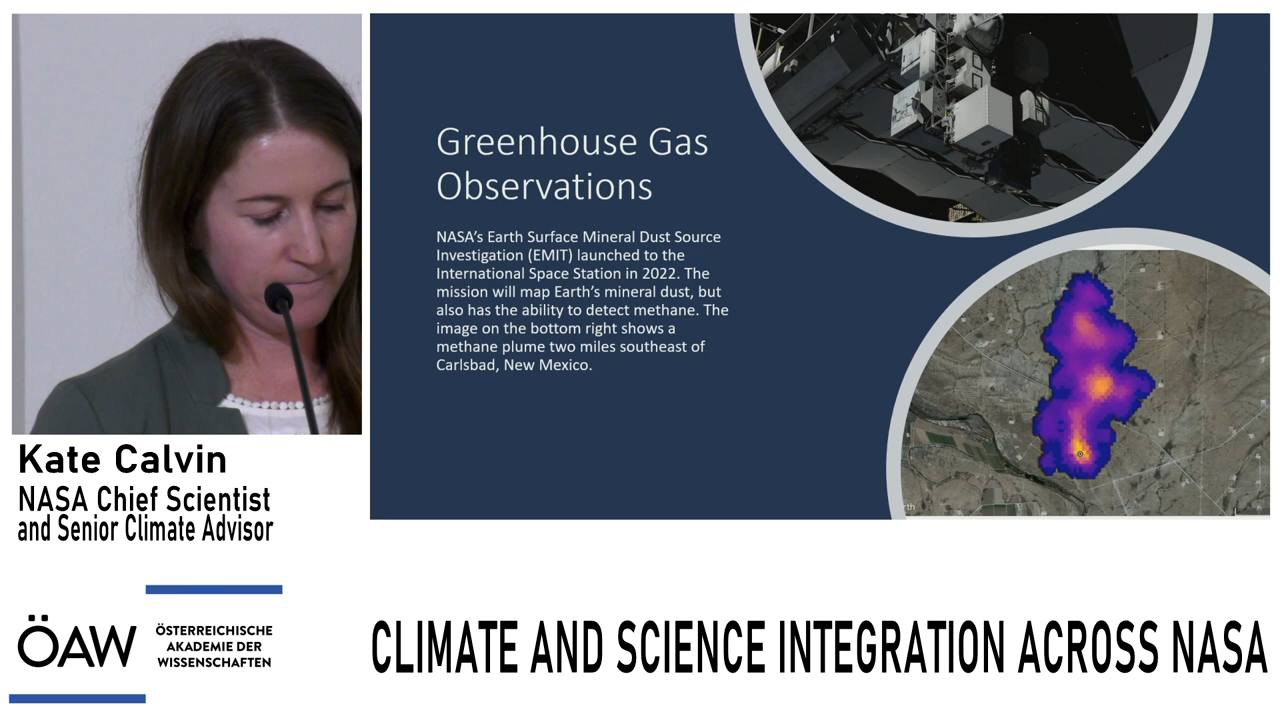 Greenhouse Gas
Observations
NASA's Earth Surface Mineral Dust Source
Investigation (EMIT) launched to the
International Space Station in 2022. The
mission will map Earth's mineral dust, but
also has the ability to detect methane. The
image on the bottom right shows a
methane plume two miles southeast of
Carlsbad, New Mexico.
Kate Calvin
NASA Chief Scientist
and Senior Climate Advisor
ÖAW
ÖSTERREICHISCHE
AKADEMIE DER
WISSENSCHAFTEN
CLIMATE AND SCIENCE INTEGRATION ACROSS NASA